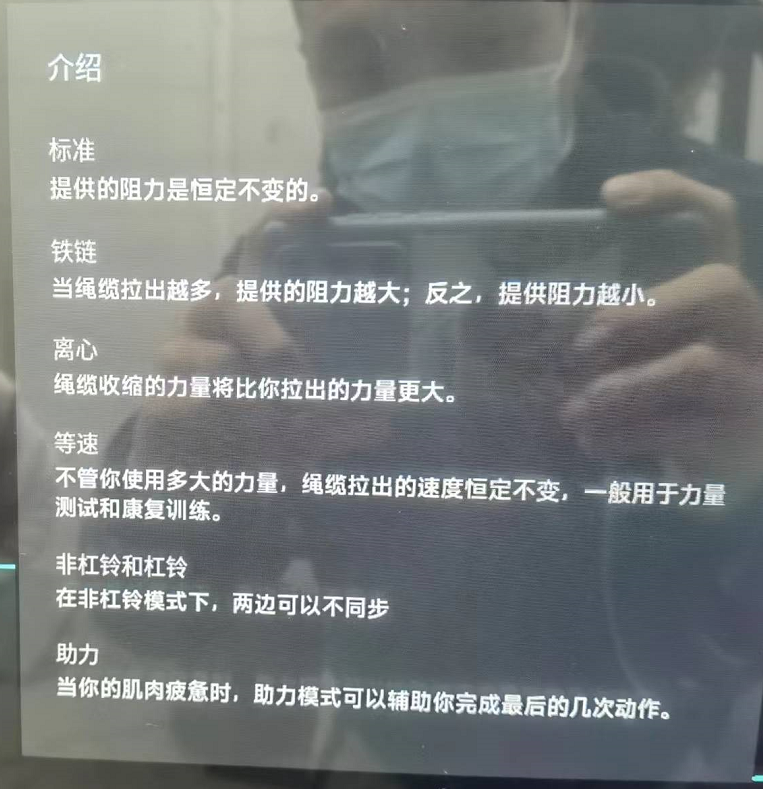 介绍
标准
提供的阻力是恒定不变的。
铁链
当绳缆拉出越多，提供的阻力越大；反之，提供阻力越小。
离心
绳缆收缩的力量将比你拉出的力量更大。
等速
不管你使用多大的力量，绳缆拉出的速度恒定不变，一般用于力量
测试和康复训练。
非杠铃和杠铃
在非杠铃模式下，两边可以不同步
助力
当你的肌肉疲惫时，助力模式可以辅助你完成最后的几次动作。